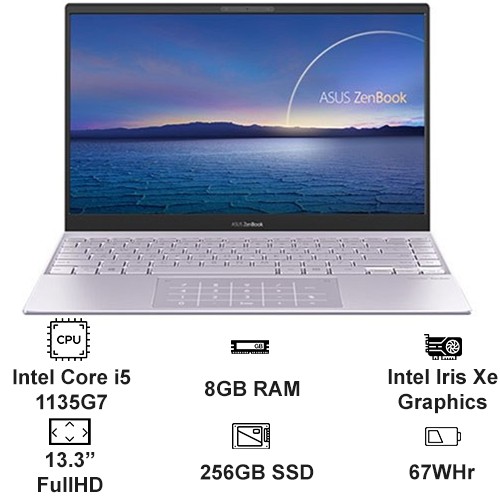 ASUS ZenBook
ASUS ZenBook
CPU
GB
Intel Core i5
1135G7
8GB RAM
Intel Iris Xe
Graphics
13.3”
FullHD
256GB SSD
67WHr